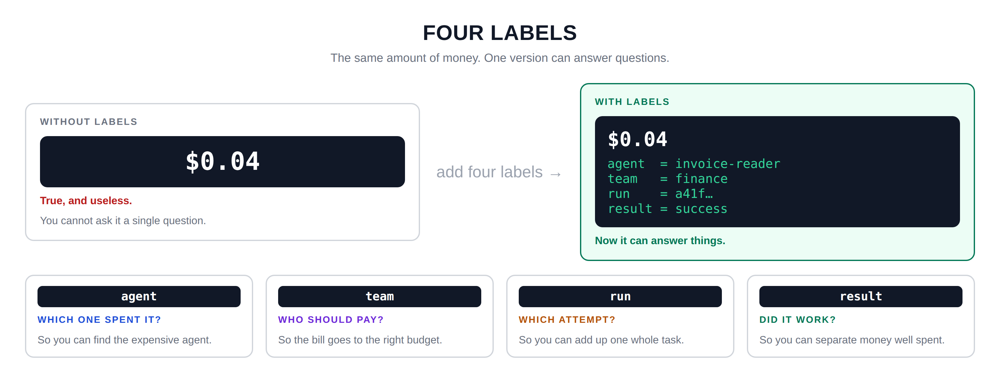 FOUR LABELS
The same amount of money. One version can answer questions.
WITHOUT LABELS
$0.04
True, and useless.
You cannot ask it a single question.
add four labels →
WITH LABELS
$0.04
agent  = invoice-reader
team   = finance
run    = a41f…
result = success
Now it can answer things.
agent
WHICH ONE SPENT IT?
So you can find the expensive agent.
team
WHO SHOULD PAY?
So the bill goes to the right budget.
run
WHICH ATTEMPT?
So you can add up one whole task.
result
DID IT WORK?
So you can separate money well spent.